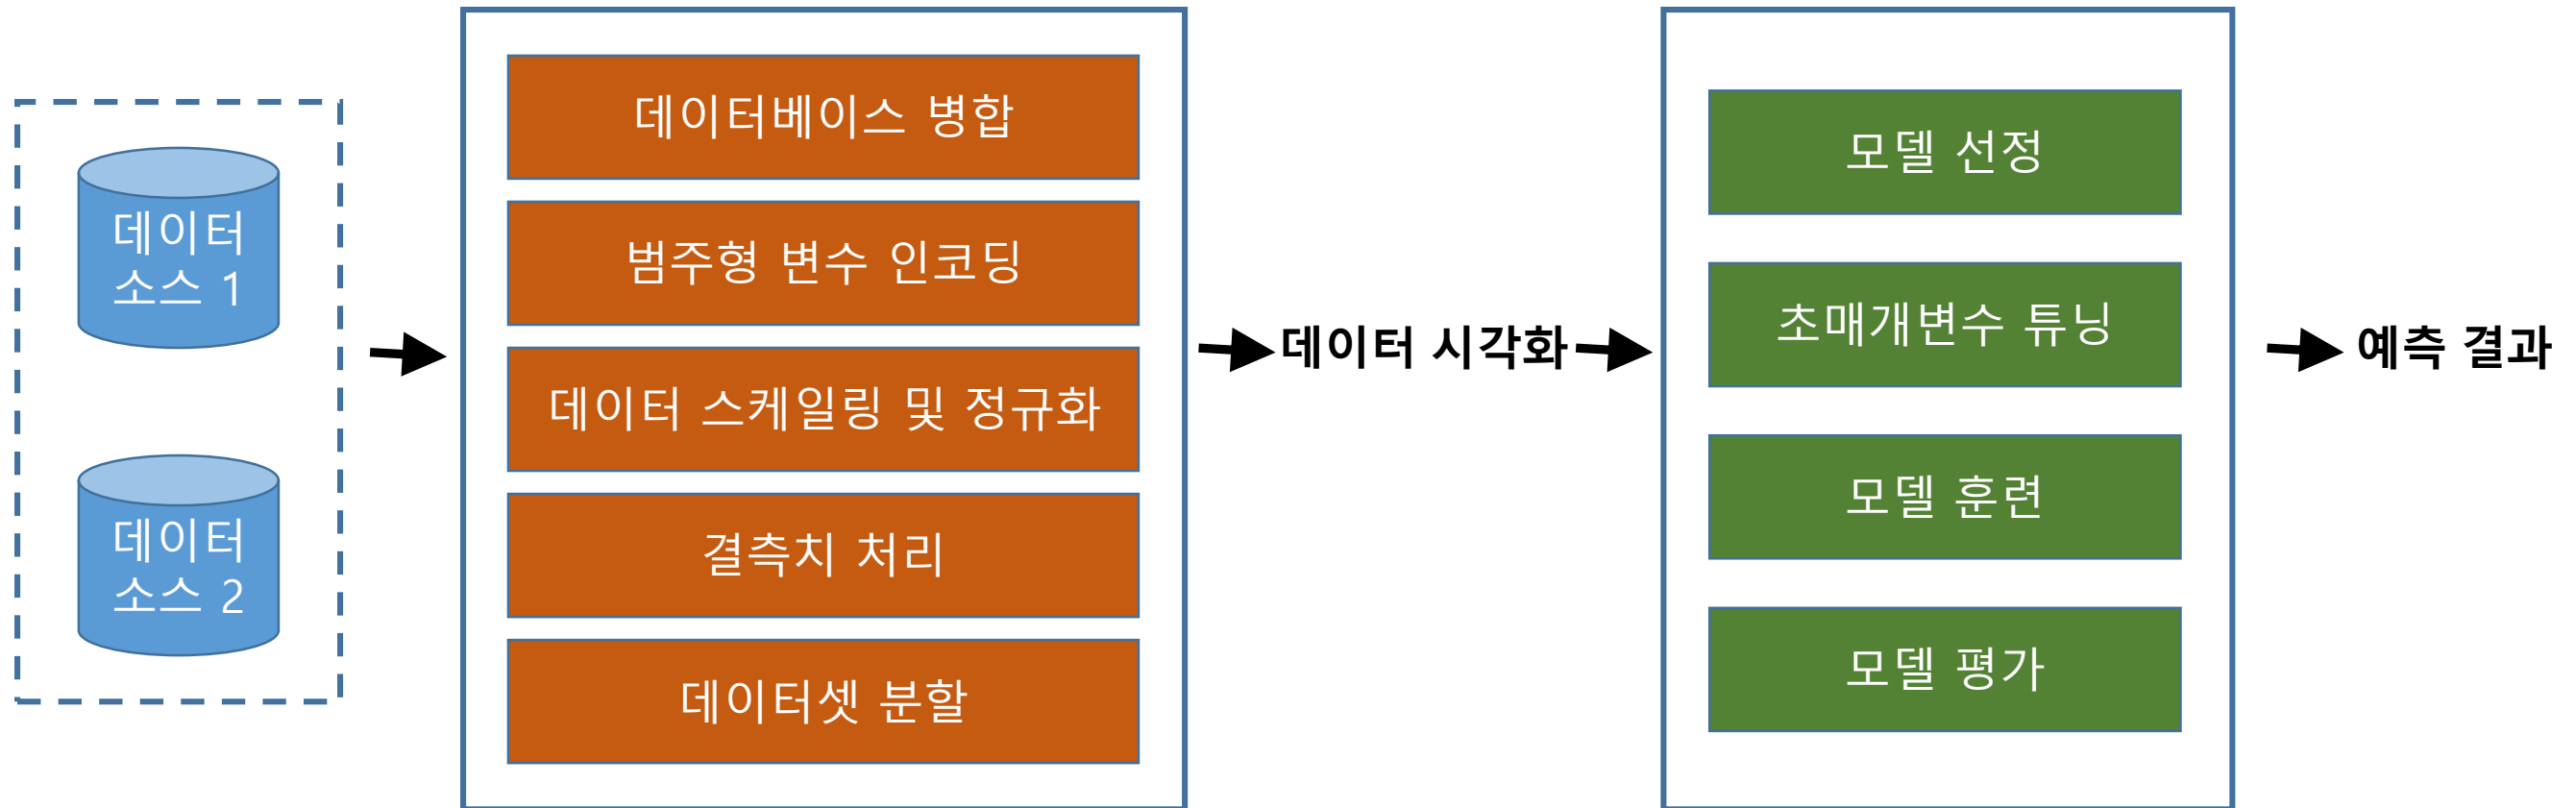 데이터
소스 1
데이터
소스 2
데이터베이스 병합
범주형 변수 인코딩
데이터 스케일링 및 정규화
결측치 처리
데이터셋 분할
데이터 시각화
모델 선정
초매개변수 튜닝
모델 훈련
모델 평가
예측 결과